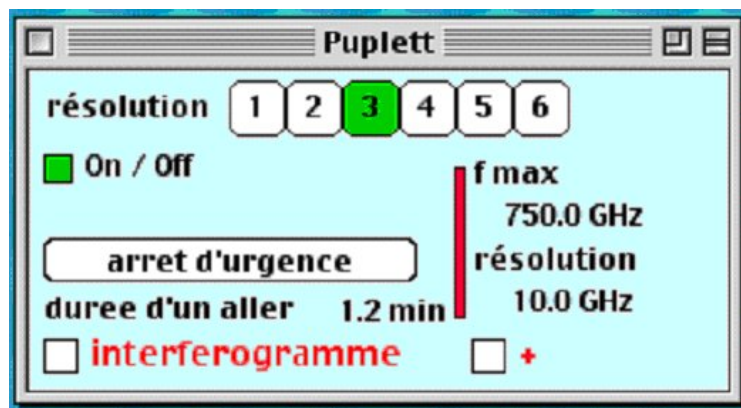 Puplett
résolution 1 2 3 4 5 6
On / Off
f max
750.0 GHz
arret d'urgence
résolution
duree d'un aller 1.2 min
10.0 GHz
interferogramme
+